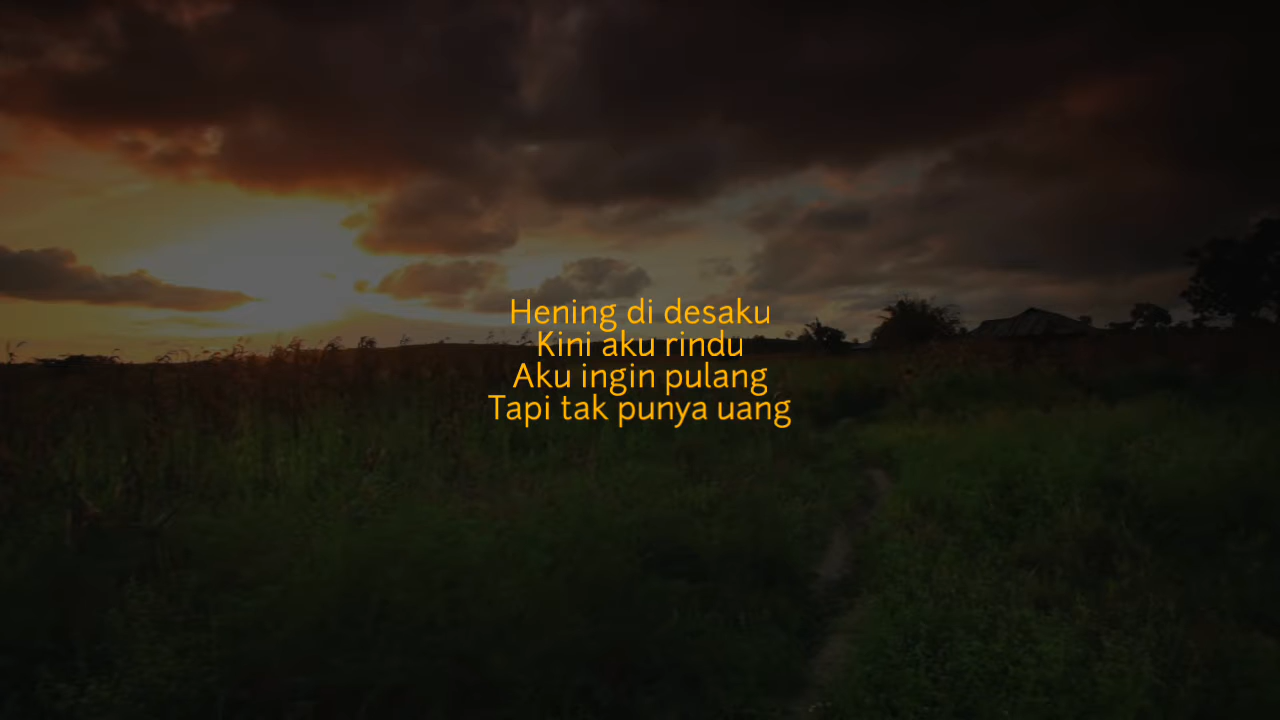 Hening di desaku
Kini aku rindu
Aku ingin pulang
Tapi tak punya uang